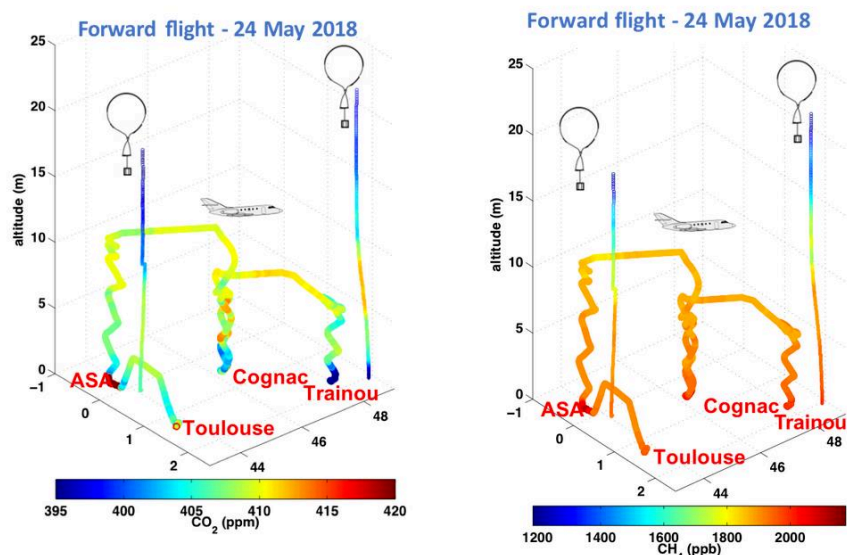 Forward flight - 24 May 2018
25
20
15
10
5
0
altitude (m)
−1
0
1
2
44
46
48
ASA
Cognac
Trainou
Toulouse
395
400
405
410
415
420
CO2 (ppm)
Forward flight - 24 May 2018
25
20
15
10
5
0
altitude (m)
−1
0
1
2
44
46
48
ASA
Cognac
Trainou
Toulouse
1200
1400
1600
1800
2000
(ppb)